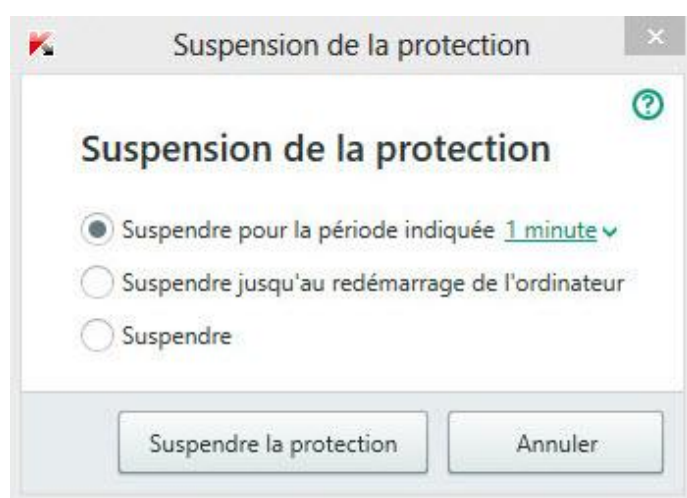 Suspension de la protection
Suspension de la protection
Suspendre pour la période indiquée 1 minute
Suspendre jusqu'au redémarrage de l'ordinateur
Suspendre
Suspendre la protection Annuler